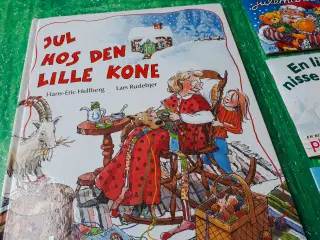 JUL
HOS DEN
LILLE KONE
Hans-Eric Hellberg
Lars Rudebjer
En li
nisse